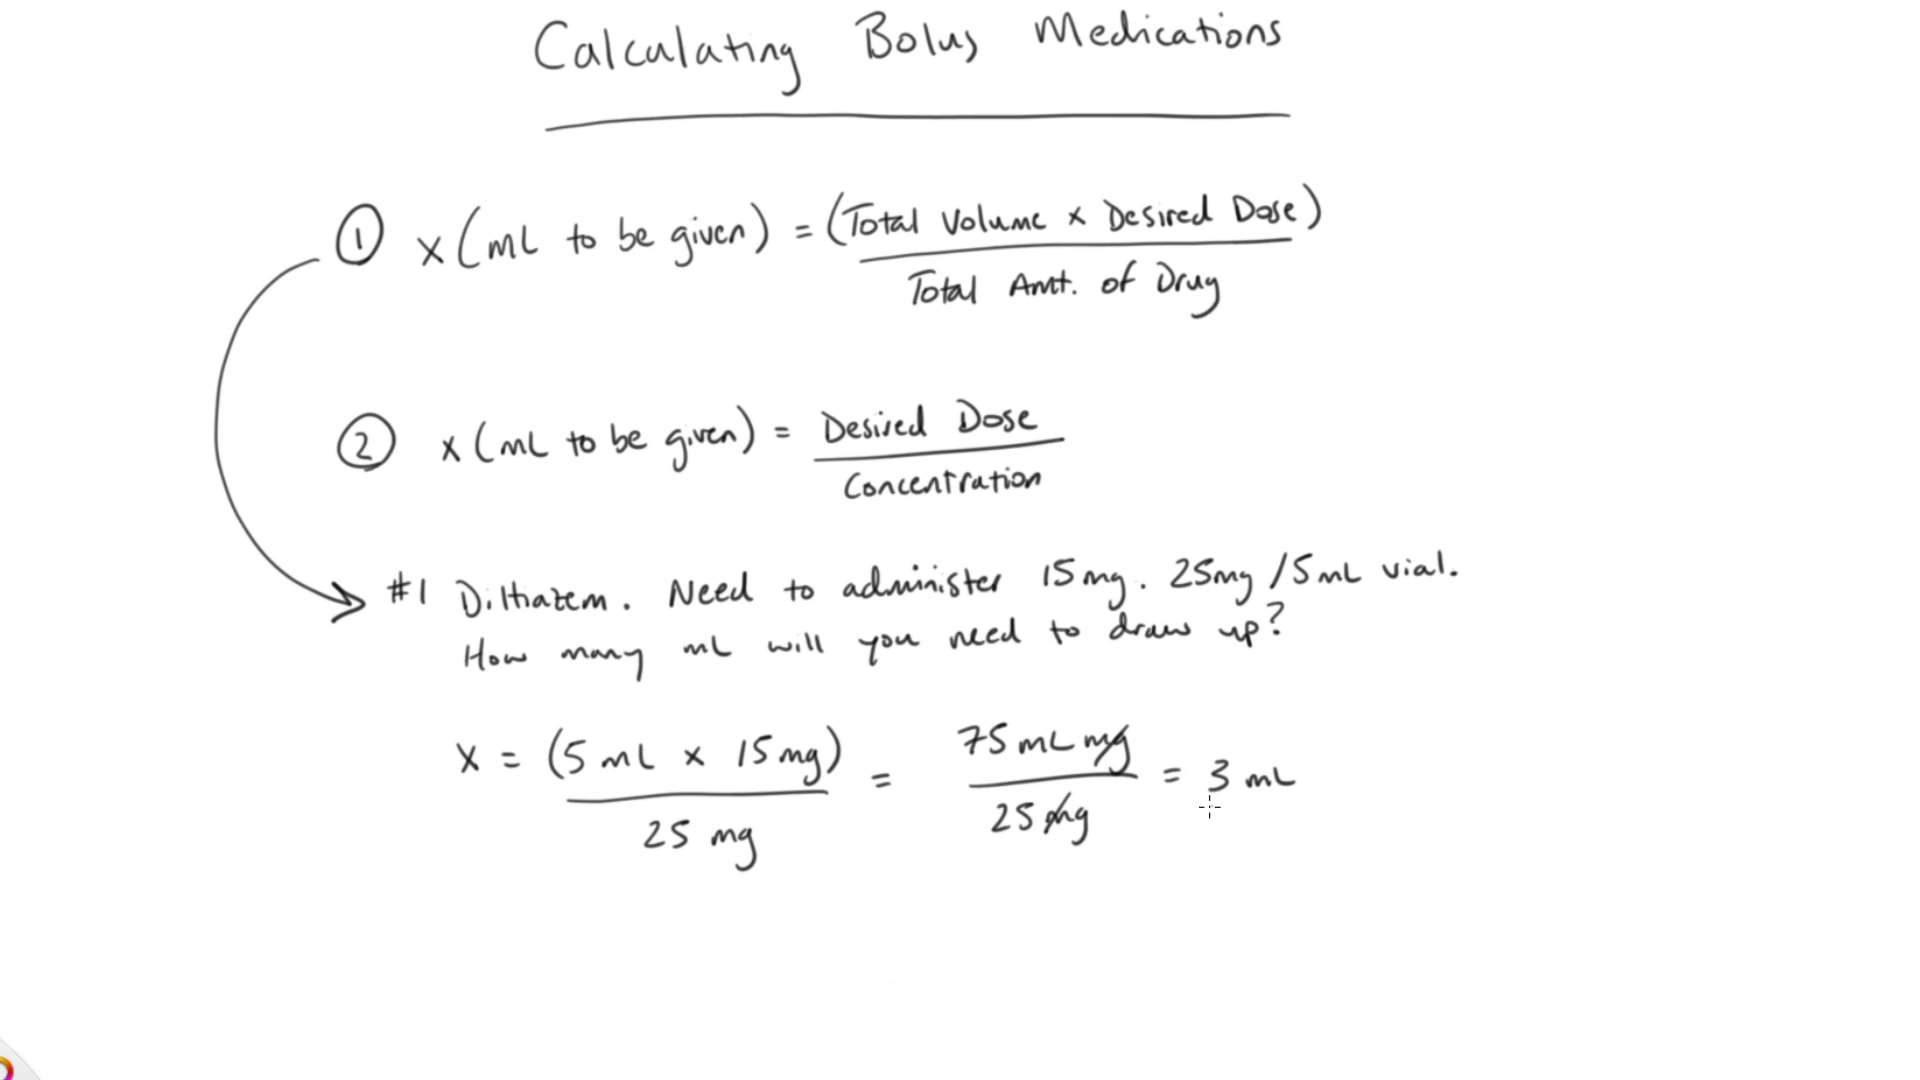 Calculating Bolus Medications
① x (mL to be given) = (Total Volume x Desired Dose)
Total Amt. of Drug
② x (mL to be given) = Desired Dose
Concentration
#1 Diltiazem. Need to administer 15mg. 25mg/5mL vial.
How many mL will you need to draw up?
x = (5 mL x 15 mg) = 75 mL mg = 3 mL
25 mg 25 mg